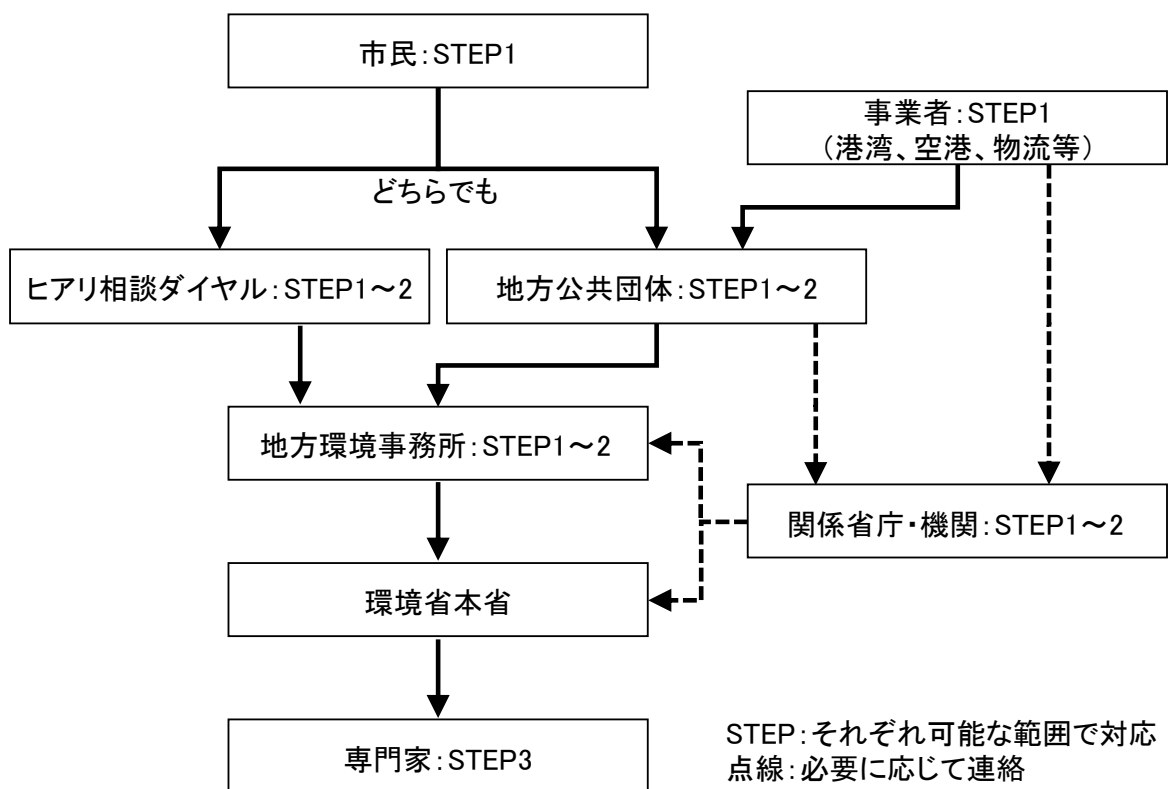 市民:STEP1
事業者:STEP1
(港湾、空港、物流等)
どちらでも
ヒアリ相談ダイヤル:STEP1~2
地方公共団体:STEP1~2
地方環境事務所:STEP1~2
関係省庁・機関:STEP1~2
環境省本省
専門家:STEP3
STEP:それぞれ可能な範囲で対応
点線:必要に応じて連絡